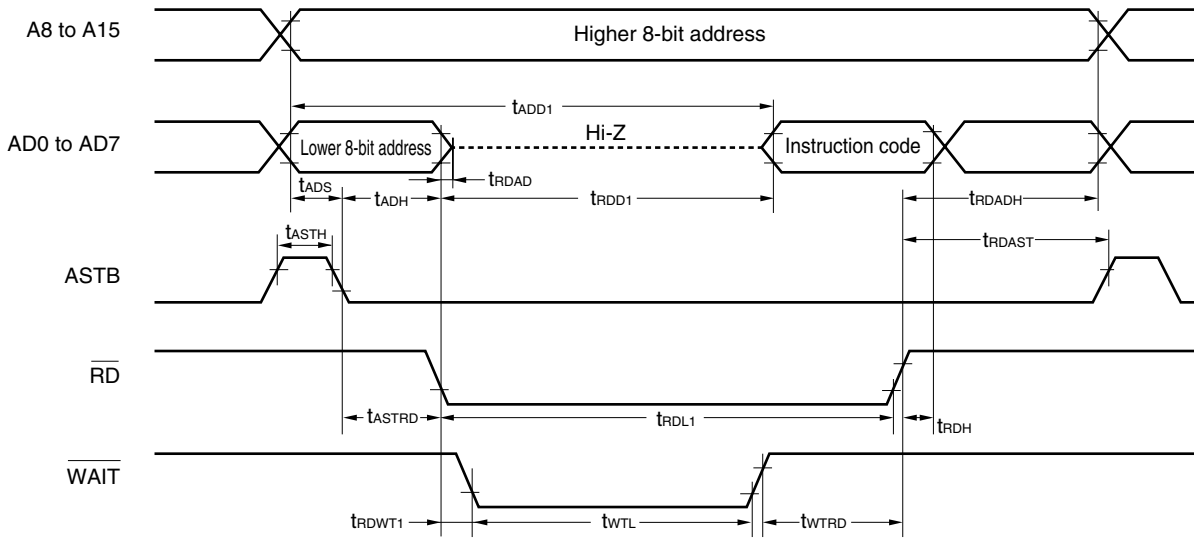 A8 to A15
Higher 8-bit address
tADD1
AD0 to AD7
Lower 8-bit address
Hi-Z
Instruction code
tRDAD
tADS
tADH
tRDD1
tRDADH
tASTH
tRDAST
ASTB
RD
tASTRD
tRDL1
tRDH
WAIT
tRDWT1
tWTL
tWTRD